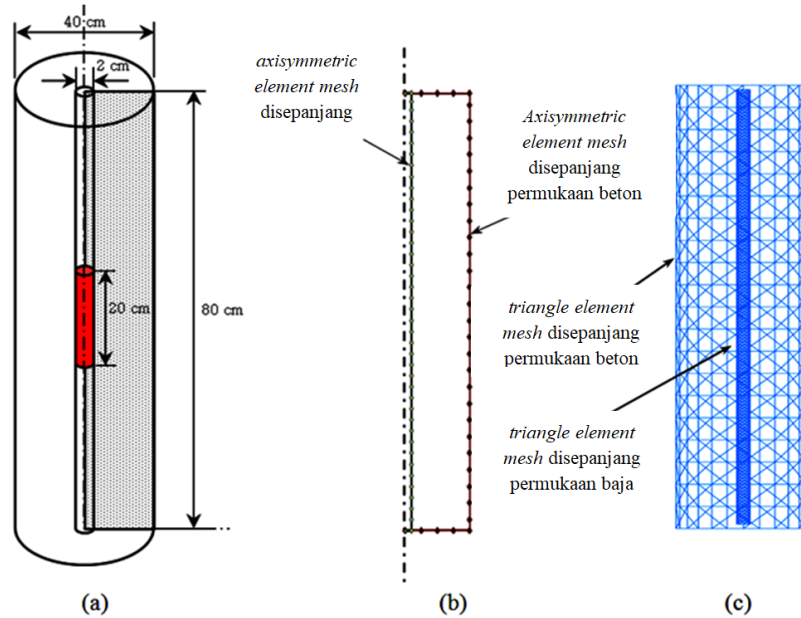 40 cm
2 cm
20 cm
80 cm
(a)
axisymmetric
element mesh
disepanjang
Axisymmetric
element mesh
disepanjang
permukaan beton
(b)
triangle element
mesh disepanjang
permukaan beton
triangle element
mesh disepanjang
permukaan baja
(c)